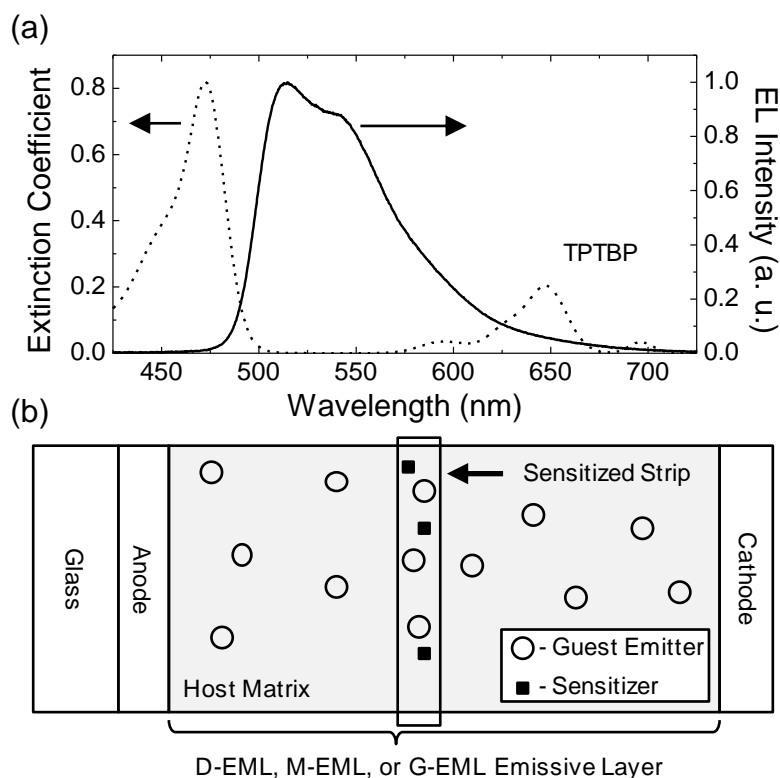 (a)
Extinction Coefficient
0.8
0.6
0.4
0.2
0.0
TPTBP
1.0
0.8
0.6
0.4
0.2
0.0
EL Intensity (a. u.)
450 500 550 600 650 700
Wavelength (nm)
(b)
Glass
Anode
Sensitized Strip
Cathode
- Guest Emitter
- Sensitizer
Host Matrix
D-EML, M-EML, or G-EML Emissive Layer